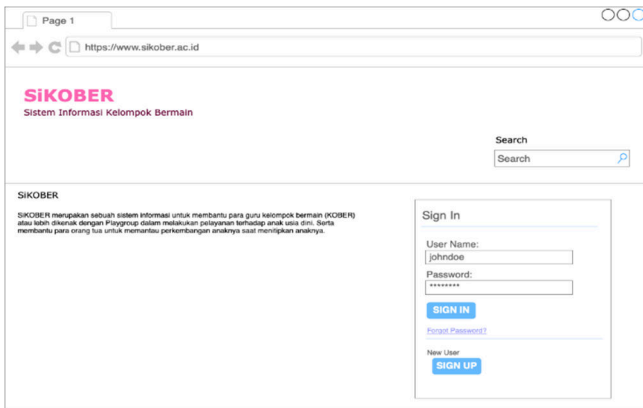 Page 1
https://www.sikober.ac.id
SiKOBER
Sistem Informasi Kelompok Bermain
Search
Search
SiKOBER
SiKOBER merupakan sebuah sistem informasi untuk membantu para guru kelompok bermain (KOBER)
atau lebih dikenak dengan Playgroup dalam melakukan pelayanan terhadap anak usia dini. Serta
membantu para orang tua untuk memantau perkembangan anaknya saat menitipkan anaknya.
Sign In
User Name:
johndoe
Password:
********
SIGN IN
Forgot Password?
New User
SIGN UP